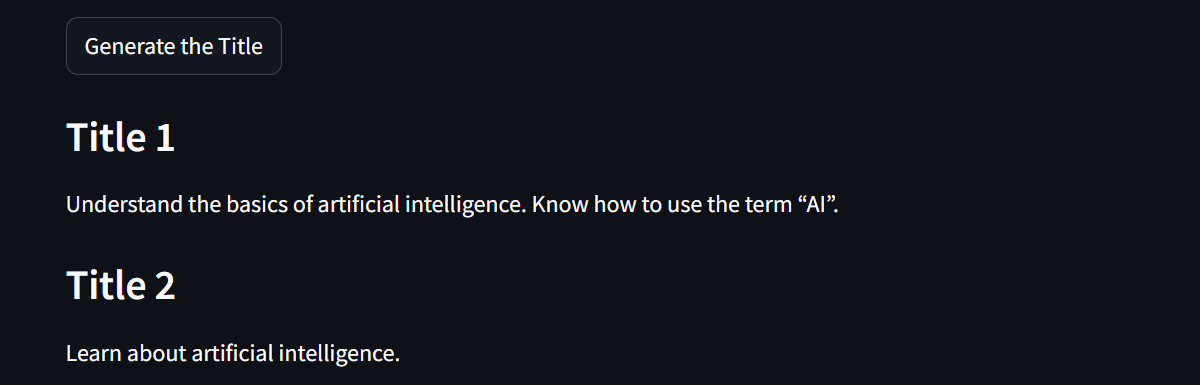 Generate the Title
Title 1
Understand the basics of artificial intelligence. Know how to use the term “AI”.
Title 2
Learn about artificial intelligence.